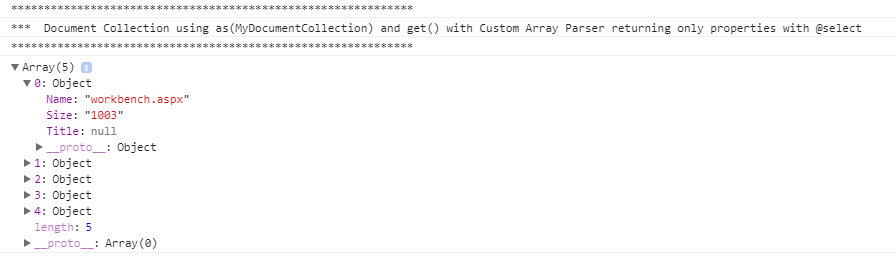 *************************************************************
***  Document Collection using as(MyDocumentCollection) and get() with Custom Array Parser returning only properties with @select
*************************************************************
▼Array(5) i
▼0: Object
Name: "workbench.aspx"
Size: "1003"
Title: null
▶__proto__: Object
▶1: Object
▶2: Object
▶3: Object
▶4: Object
length: 5
▶__proto__: Array(0)